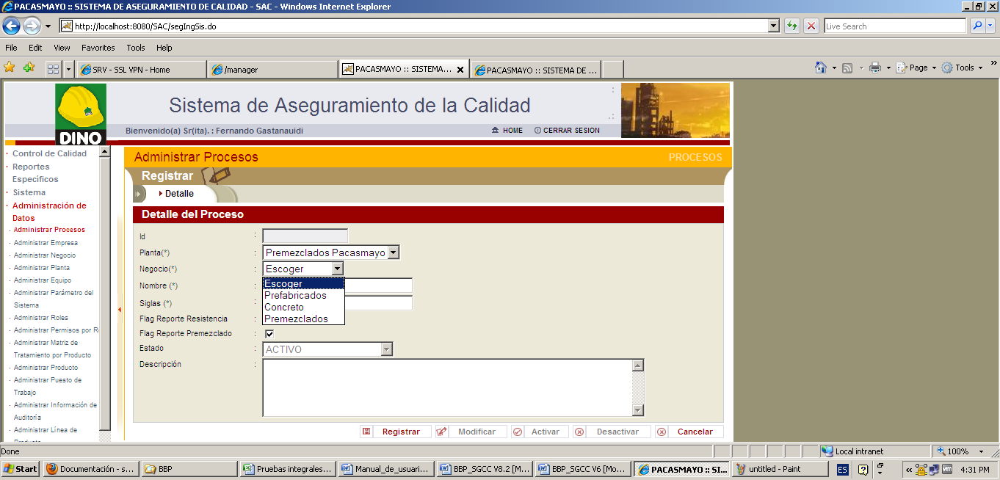 PACASMAYO :: SISTEMA DE ASEGURAMIENTO DE CALIDAD - SAC - Windows Internet Explorer
http://localhost:8080/SAC/segIngSis.do
Live Search
File Edit View Favorites Tools Help
SRV - SSL VPN - Home
/manager
PACASMAYO :: SISTEMA...
PACASMAYO :: SISTEMA DE ...
Page
Tools
»
DINO
Sistema de Aseguramiento de la Calidad
Bienvenido(a) Sr(ita). : Fernando Gastanauidi
HOME
CERRAR SESION
· Control de Calidad
· Reportes
Específicos
· Sistema
· Administración de
Datos
· Administrar Procesos
· Administrar Empresa
· Administrar Negocio
· Administrar Planta
· Administrar Equipo
· Administrar Parámetro del
Sistema
· Administrar Roles
· Administrar Permisos por R
· Administrar Matriz de
Tratamiento por Producto
· Administrar Producto
· Administrar Puesto de
Trabajo
· Administrar Información de
Auditoría
· Administrar Línea de
Administrar Procesos
PROCESOS
Registrar
Detalle
Detalle del Proceso
Id :
Planta(*) : Premezclados Pacasmayo
Negocio(*) : Escoger
Escoger
Prefabricados
Concreto
Premezclados
Nombre (*) :
Siglas (*) :
Flag Reporte Resistencia :
Flag Reporte Premezclado :
Estado : ACTIVO
Descripción :
Registrar
Modificar
Activar
Desactivar
Cancelar
Done
Local intranet
100%
Start
Documentación - s...
BBP
Pruebas integrales...
Manual_de_usuari...
BBP_SGCC V8.2 [M...
BBP_SGCC V6 [Mo...
PACASMAYO :: SI...
untitled - Paint
ES
«
4:31 PM